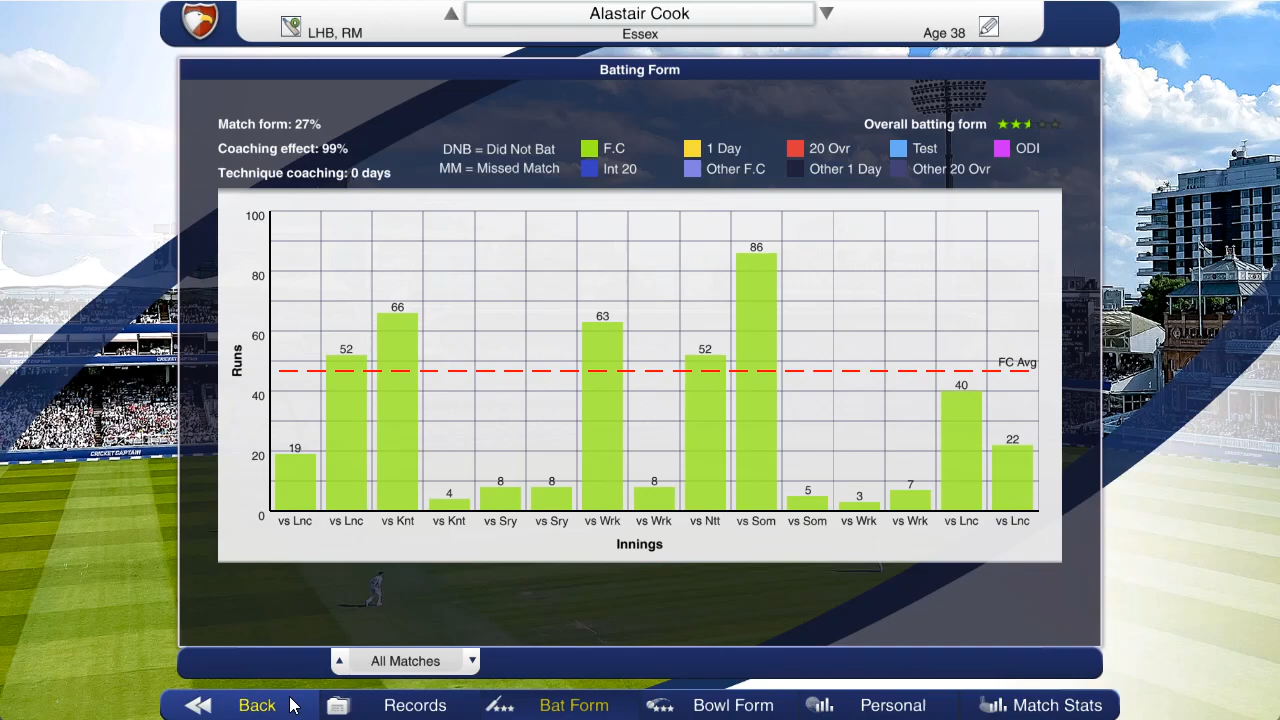 Alastair Cook
LHB, RM
Essex
Age 38
Batting Form
Match form: 27%
Overall batting form
Coaching effect: 99%
DNB = Did Not Bat
F.C
1 Day
20 Ovr
Test
ODI
Technique coaching: 0 days
MM = Missed Match
Int 20
Other F.C
Other 1 Day
Other 20 Ovr
Runs
100
80
60
40
20
0
FC Avg
19
52
66
4
8
8
63
8
52
86
5
3
7
40
22
vs Lnc vs Lnc vs Knt vs Knt vs Sry vs Sry vs Wrk vs Wrk vs Ntt vs Som vs Som vs Wrk vs Wrk vs Lnc vs Lnc
Innings
CRICKET CAPTAIN
All Matches
Back
Records
Bat Form
Bowl Form
Personal
Match Stats